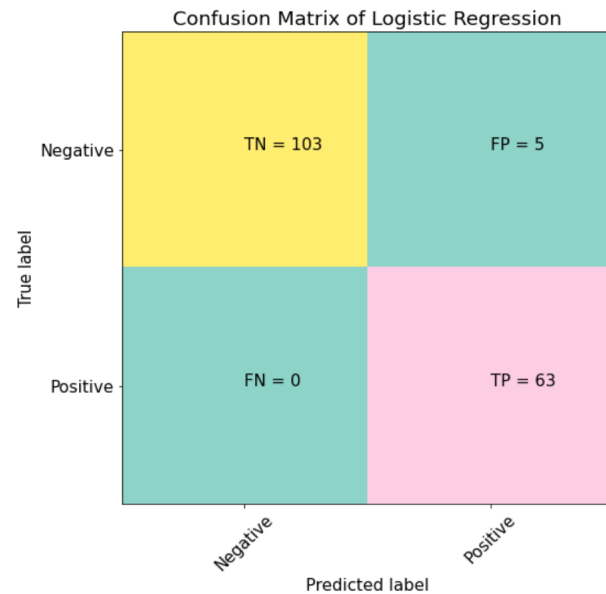 Confusion Matrix of Logistic Regression
TN = 103
FP = 5
Negative
True label
FN = 0
TP = 63
Positive
Negative
Positive
Predicted label